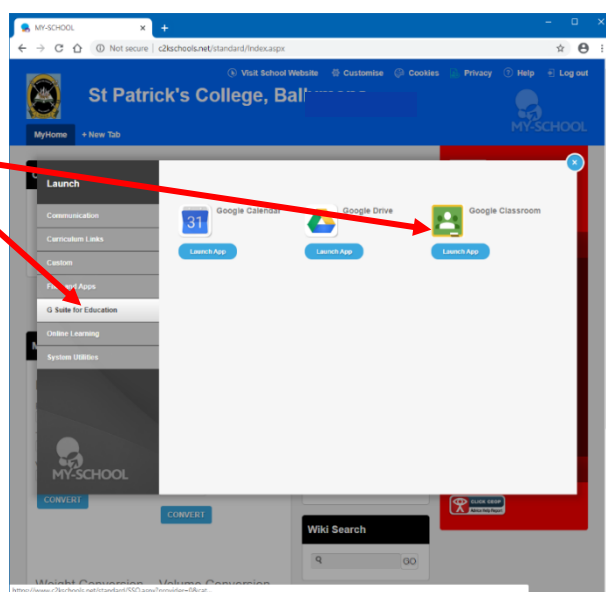 MY-SCHOOL
Not secure | c2kschools.net/standard/Index.aspx
Visit School Website Customise Cookies Privacy Help Log out
St Patrick's College,
MY-SCHOOL
MyHome + New Tab
Launch
Communication
Curriculum Links
Custom
Apps
G Suite for Education
Online Learning
System Utilities
MY-SCHOOL
31 Google Calendar Google Drive Google Classroom
Launch App Launch App Launch App
CONVERT
CONVERT
Wiki Search
GO
CLICK CEOP
Weight Conversion Volume Conversion